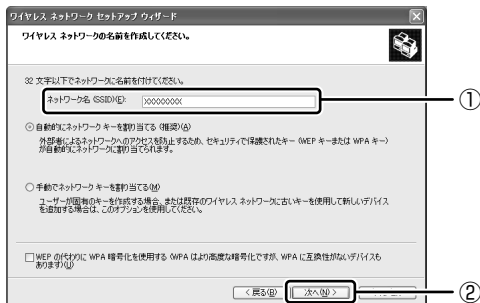 ワイヤレス ネットワーク セットアップ ウィザード
ワイヤレス ネットワークの名前を作成してください。
32 文字以下でネットワークに名前を付けてください。
ネットワーク名 (SSID)(E): XXXXXXXX
①
自動的にネットワーク キーを割り当てる (推奨)(A)
外部者によるネットワークへのアクセスを防止するため、セキュリティで保護されたキー (WEP キーまたは WPA キー)
が自動的にネットワークに割り当てられます。
手動でネットワーク キーを割り当てる(M)
ユーザーが固有のキーを作成する場合、または既存のワイヤレス ネットワークに古いキーを使用して新しいデバイス
を追加する場合は、このオプションを使用してください。
WEP の代わりに WPA 暗号化を使用する (WPA はより高度な暗号化ですが、WPA に互換性がないデバイスも
あります)(U)
< 戻る(B) 次へ(N) >
②